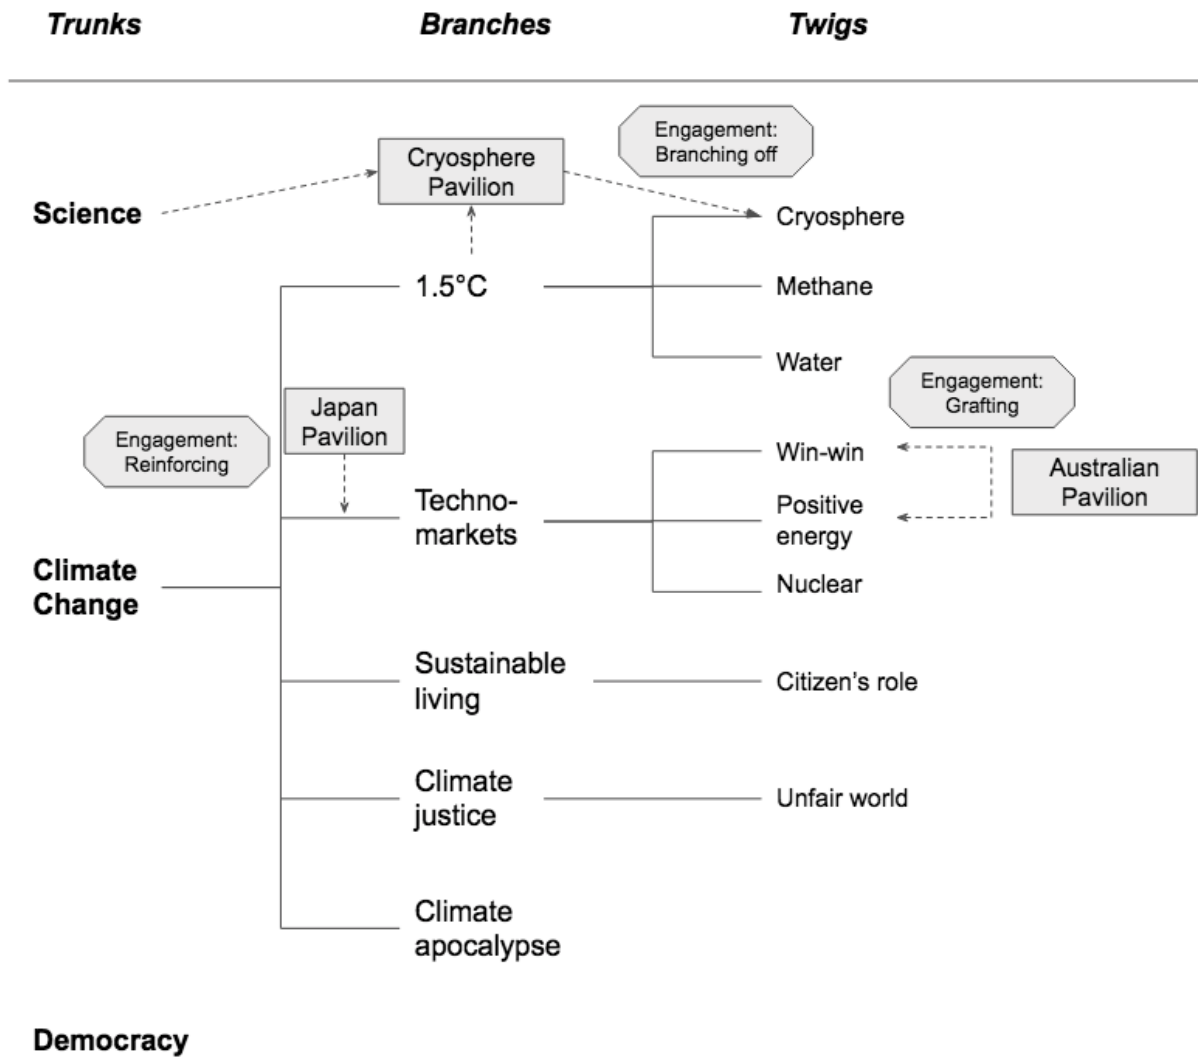 Trunks
Branches
Twigs
Engagement:
Branching off
Cryosphere
Pavilion
Science
Cryosphere
1.5°C
Methane
Water
Engagement:
Grafting
Japan
Pavilion
Engagement:
Reinforcing
Win-win
Australian
Pavilion
Techno-
markets
Positive
energy
Climate
Change
Nuclear
Sustainable
living
Citizen's role
Climate
justice
Unfair world
Climate
apocalypse
Democracy